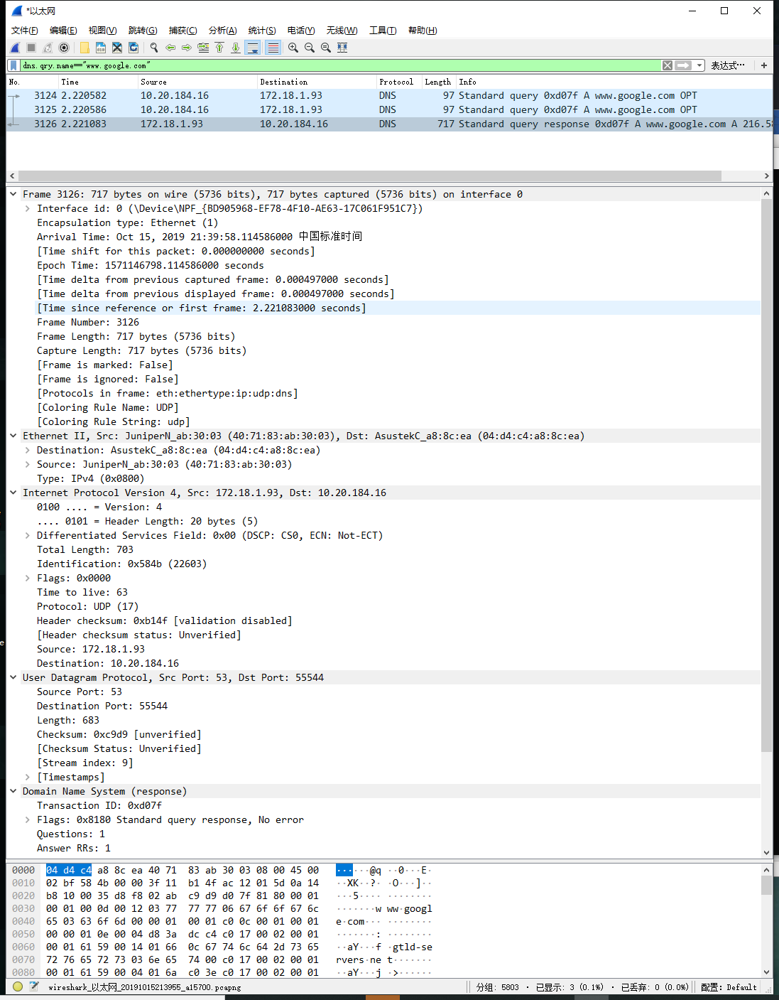 *以太网
文件(F) 编辑(E) 视图(V) 跳转(G) 捕获(C) 分析(A) 统计(S) 电话(Y) 无线(W) 工具(T) 帮助(H)
dns.qry.name=="www.google.com" 表达式… +
No. Time Source Destination Protocol Length Info
3124 2.220582 10.20.184.16 172.18.1.93 DNS 97 Standard query 0xd07f A www.google.com OPT
3125 2.220586 10.20.184.16 172.18.1.93 DNS 97 Standard query 0xd07f A www.google.com OPT
3126 2.221083 172.18.1.93 10.20.184.16 DNS 717 Standard query response 0xd07f A www.google.com A 216.58
Frame 3126: 717 bytes on wire (5736 bits), 717 bytes captured (5736 bits) on interface 0
Interface id: 0 (\Device\NPF_{BD905968-EF78-4F10-AE63-17C061F951C7})
Encapsulation type: Ethernet (1)
Arrival Time: Oct 15, 2019 21:39:58.114586000 中国标准时间
[Time shift for this packet: 0.000000000 seconds]
Epoch Time: 1571146798.114586000 seconds
[Time delta from previous captured frame: 0.000497000 seconds]
[Time delta from previous displayed frame: 0.000497000 seconds]
[Time since reference or first frame: 2.221083000 seconds]
Frame Number: 3126
Frame Length: 717 bytes (5736 bits)
Capture Length: 717 bytes (5736 bits)
[Frame is marked: False]
[Frame is ignored: False]
[Protocols in frame: eth:ethertype:ip:udp:dns]
[Coloring Rule Name: UDP]
[Coloring Rule String: udp]
Ethernet II, Src: JuniperN_ab:30:03 (40:71:83:ab:30:03), Dst: AsustekC_a8:8c:ea (04:d4:c4:a8:8c:ea)
Destination: AsustekC_a8:8c:ea (04:d4:c4:a8:8c:ea)
Source: JuniperN_ab:30:03 (40:71:83:ab:30:03)
Type: IPv4 (0x0800)
Internet Protocol Version 4, Src: 172.18.1.93, Dst: 10.20.184.16
0100 .... = Version: 4
.... 0101 = Header Length: 20 bytes (5)
Differentiated Services Field: 0x00 (DSCP: CS0, ECN: Not-ECT)
Total Length: 703
Identification: 0x584b (22603)
Flags: 0x0000
Time to live: 63
Protocol: UDP (17)
Header checksum: 0xb14f [validation disabled]
[Header checksum status: Unverified]
Source: 172.18.1.93
Destination: 10.20.184.16
User Datagram Protocol, Src Port: 53, Dst Port: 55544
Source Port: 53
Destination Port: 55544
Length: 683
Checksum: 0xc9d9 [unverified]
[Checksum Status: Unverified]
[Stream index: 9]
[Timestamps]
Domain Name System (response)
Transaction ID: 0xd07f
Flags: 0x8180 Standard query response, No error
Questions: 1
Answer RRs: 1
0000 04 d4 c4 a8 8c ea 40 71 83 ab 30 03 08 00 45 00 ······@q ··0···E·
0010 02 bf 58 4b 00 00 3f 11 b1 4f ac 12 01 5d 0a 14 ··XK··?· ·O···]··
0020 b8 10 00 35 d8 f8 02 ab c9 d9 d0 7f 81 80 00 01 ···5···· ········
0030 00 01 00 0d 00 12 03 77 77 77 06 67 6f 6f 67 6c ·······w ww·googl
0040 65 03 63 6f 6d 00 00 01 00 01 c0 0c 00 01 00 01 e·com··· ········
0050 00 00 01 0e 00 04 d8 3a dc c4 c0 17 00 02 00 01 ·······: ········
0060 00 01 61 59 00 14 01 66 0c 67 74 6c 64 2d 73 65 ··aY···f ·gtld-se
0070 72 76 65 72 73 03 6e 65 74 00 c0 17 00 02 00 01 rvers·ne t·······
0080 00 01 61 59 00 04 01 6a c0 3e c0 17 00 02 00 01 ··aY···j ·>······
wireshark_以太网_20191015213955_a15700.pcapng 分组: 5803 · 已显示: 3 (0.1%) · 已丢弃: 0 (0.0%) 配置: Default